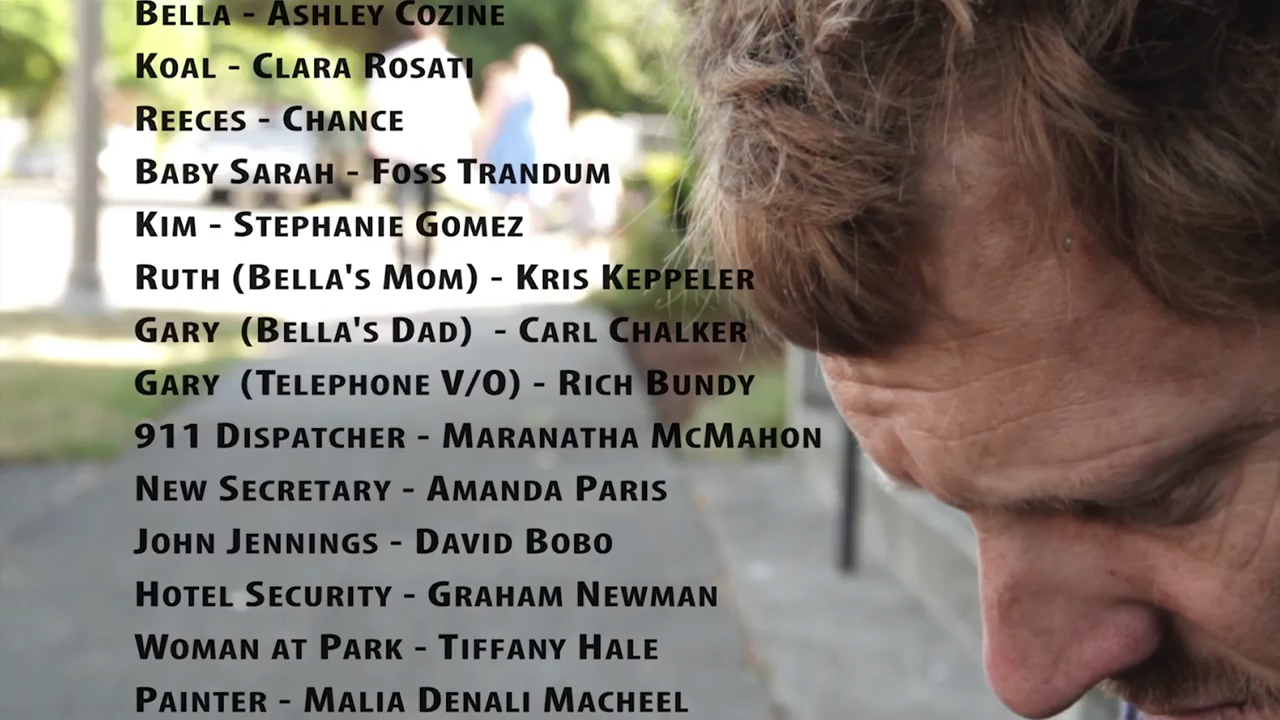 Bella - Ashley Cozine
Koal - Clara Rosati
Reeces - Chance
Baby Sarah - Foss Trandum
Kim - Stephanie Gomez
Ruth (Bella's Mom) - Kris Keppeler
Gary (Bella's Dad) - Carl Chalker
Gary (Telephone V/O) - Rich Bundy
911 Dispatcher - Maranatha McMahon
New Secretary - Amanda Paris
John Jennings - David Bobo
Hotel Security - Graham Newman
Woman at Park - Tiffany Hale
Painter - Malia Denali Macheel